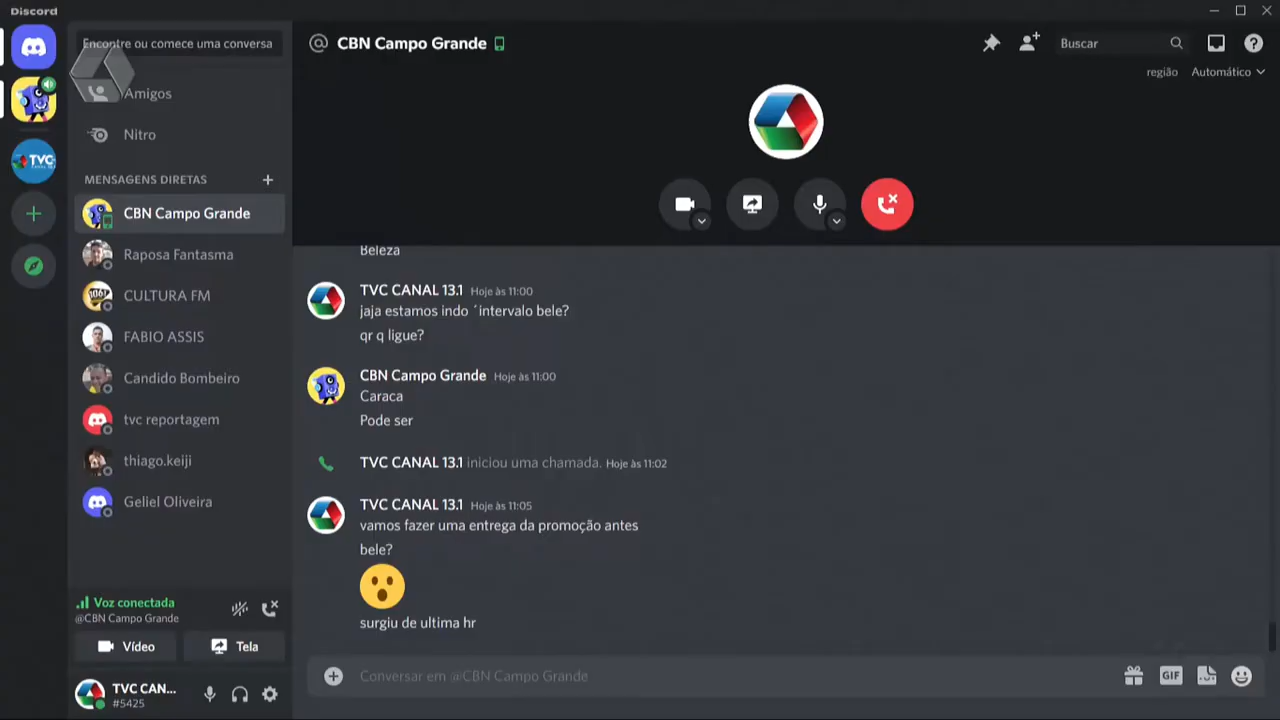 Discord
Encontre ou comece uma conversa
Amigos
Nitro
MENSAGENS DIRETAS
CBN Campo Grande
Raposa Fantasma
CULTURA FM
FABIO ASSIS
Candido Bombeiro
tvc reportagem
thiago.keiji
Geliel Oliveira
Voz conectada
@CBN Campo Grande
Vídeo
Tela
TVC CAN...
#5425
TVC
CBN Campo Grande
Buscar
região Automático
Beleza
TVC CANAL 13.1 Hoje às 11:00
jaja estamos indo ´intervalo bele?
qr q ligue?
CBN Campo Grande Hoje às 11:00
Caraca
Pode ser
TVC CANAL 13.1 iniciou uma chamada. Hoje às 11:02
TVC CANAL 13.1 Hoje às 11:05
vamos fazer uma entrega da promoção antes
bele?
surgiu de ultima hr
Conversar em @CBN Campo Grande
GIF